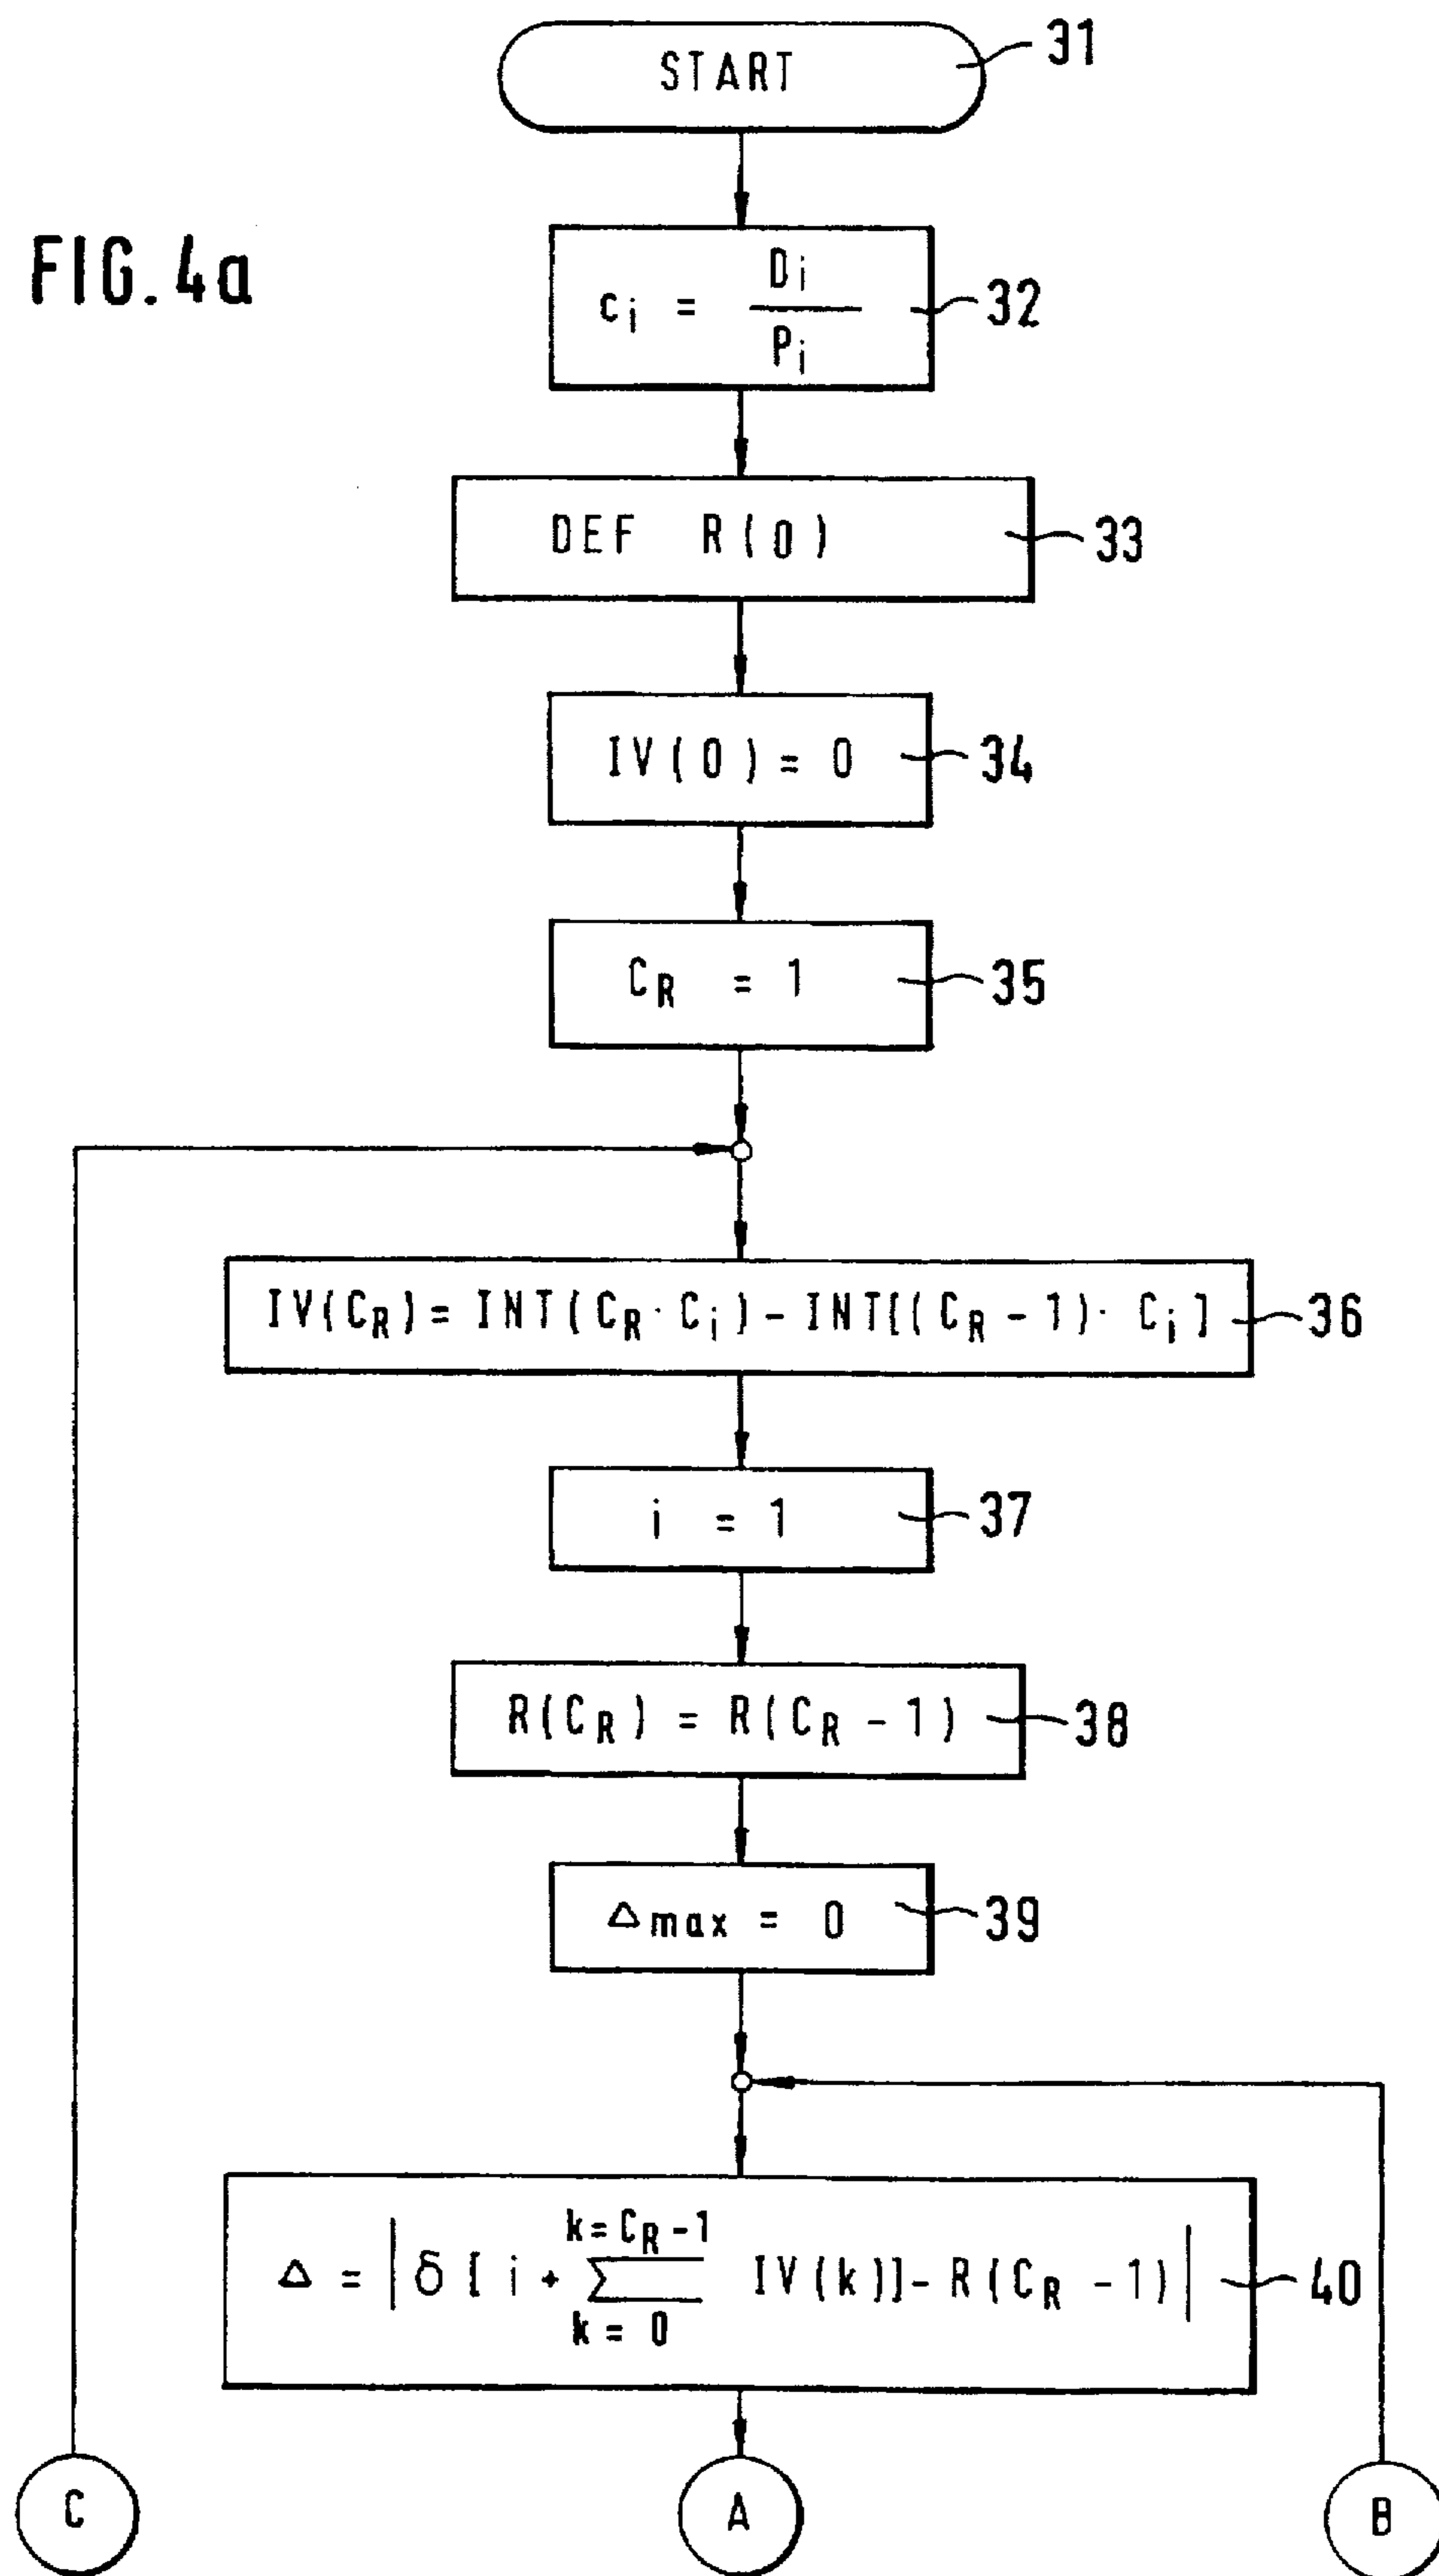 START 31
FIG. 4a
c_i = D_i / P_i 32
DEF R(0) 33
IV(0) = 0 34
C_R = 1 35
IV(C_R) = INT(C_R · C_i) - INT[(C_R - 1) · C_i] 36
i = 1 37
R(C_R) = R(C_R - 1) 38
Δmax = 0 39
k = C_R - 1
Δ = | δ [ i + Σ IV(k)] - R(C_R - 1) | 40
k = 0
C A B